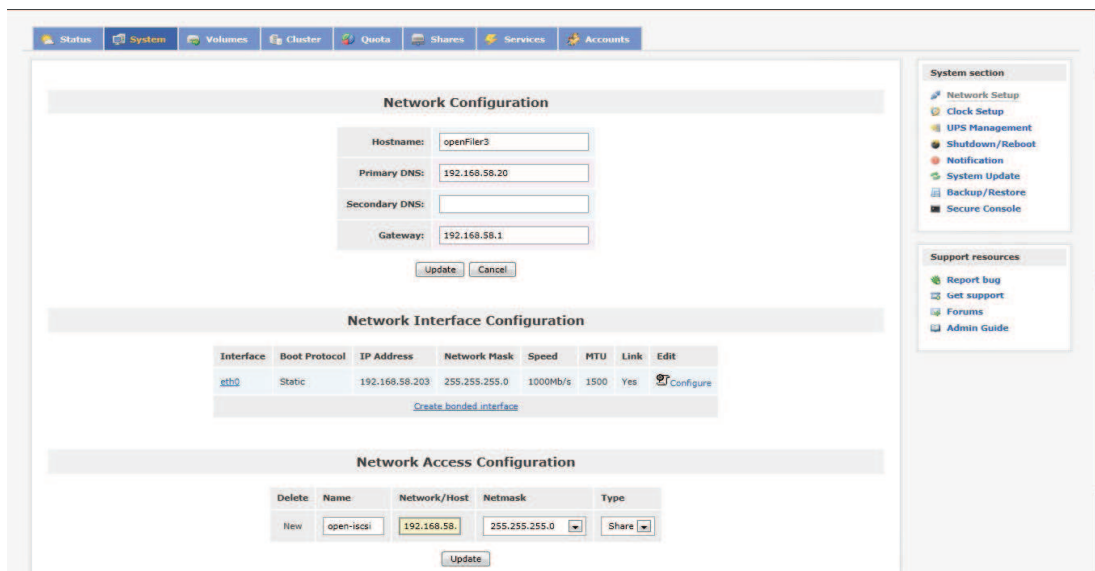 Status System Volumes Cluster Quota Shares Services Accounts
Network Configuration
Hostname: openFiler3
Primary DNS: 192.168.58.20
Secondary DNS:
Gateway: 192.168.58.1
Update Cancel
Network Interface Configuration
Interface Boot Protocol IP Address Network Mask Speed MTU Link Edit
eth0 Static 192.168.58.203 255.255.255.0 1000Mb/s 1500 Yes Configure
Create bonded interface
Network Access Configuration
Delete Name Network/Host Netmask Type
New open-iscsi 192.168.58. 255.255.255.0 Share
Update
System section
Network Setup
Clock Setup
UPS Management
Shutdown/Reboot
Notification
System Update
Backup/Restore
Secure Console
Support resources
Report bug
Get support
Forums
Admin Guide